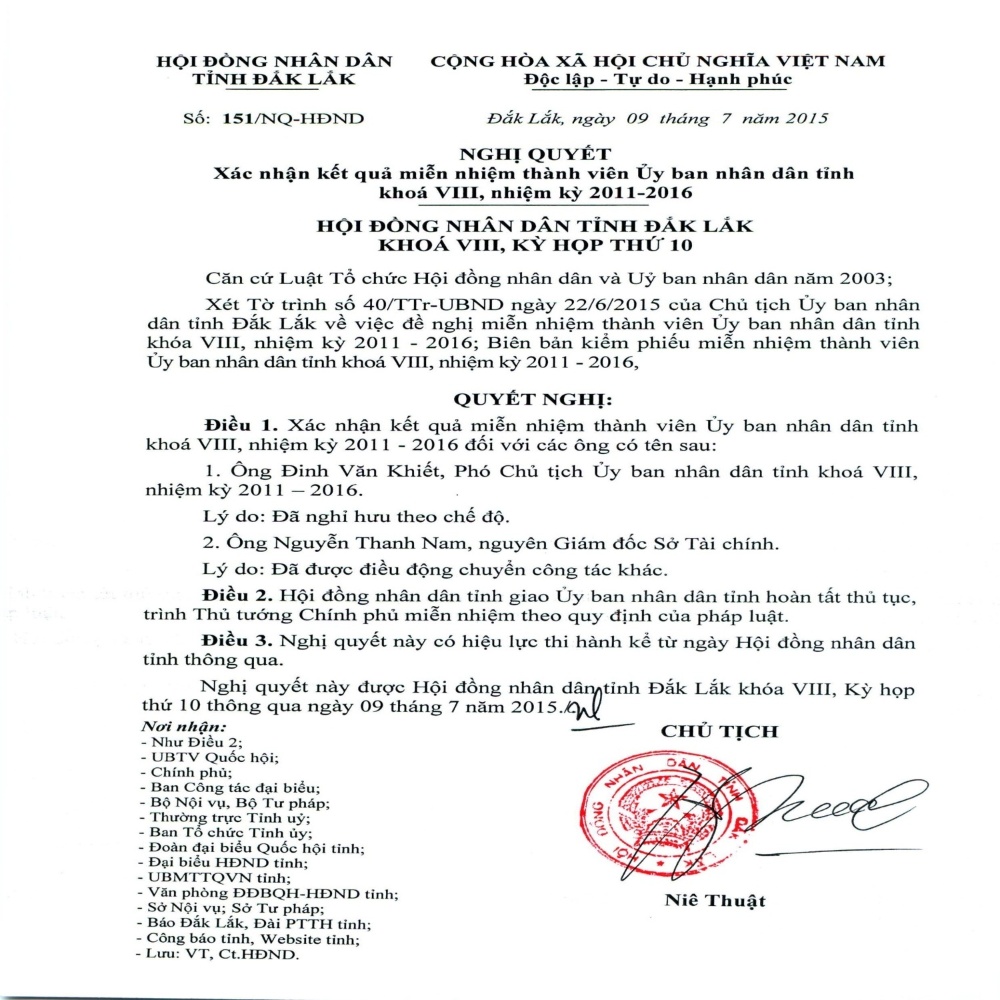 HỘI ĐỒNG NHÂN DÂN
TỈNH ĐẮK LẮK
CỘNG HÒA XÃ HỘI CHỦ NGHĨA VIỆT NAM
Độc lập - Tự do - Hạnh phúc
Số: 151/NQ-HĐND
Đắk Lắk, ngày 09 tháng 7 năm 2015
NGHỊ QUYẾT
Xác nhận kết quả miễn nhiệm thành viên Ủy ban nhân dân tỉnh
khoá VIII, nhiệm kỳ 2011-2016
HỘI ĐỒNG NHÂN DÂN TỈNH ĐẮK LẮK
KHOÁ VIII, KỲ HỌP THỨ 10
Căn cứ Luật Tổ chức Hội đồng nhân dân và Uỷ ban nhân dân năm 2003;
Xét Tờ trình số 40/TTr-UBND ngày 22/6/2015 của Chủ tịch Ủy ban nhân
dân tỉnh Đắk Lắk về việc đề nghị miễn nhiệm thành viên Ủy ban nhân dân tỉnh
khóa VIII, nhiệm kỳ 2011 - 2016; Biên bản kiểm phiếu miễn nhiệm thành viên
Ủy ban nhân dân tỉnh khoá VIII, nhiệm kỳ 2011 - 2016,
QUYẾT NGHỊ:
Điều 1. Xác nhận kết quả miễn nhiệm thành viên Ủy ban nhân dân tỉnh
khoá VIII, nhiệm kỳ 2011 - 2016 đối với các ông có tên sau:
1. Ông Đinh Văn Khiết, Phó Chủ tịch Ủy ban nhân dân tỉnh khoá VIII,
nhiệm kỳ 2011 – 2016.
Lý do: Đã nghỉ hưu theo chế độ.
2. Ông Nguyễn Thanh Nam, nguyên Giám đốc Sở Tài chính.
Lý do: Đã được điều động chuyển công tác khác.
Điều 2. Hội đồng nhân dân tỉnh giao Ủy ban nhân dân tỉnh hoàn tất thủ tục,
trình Thủ tướng Chính phủ miễn nhiệm theo quy định của pháp luật.
Điều 3. Nghị quyết này có hiệu lực thi hành kể từ ngày Hội đồng nhân dân
tỉnh thông qua.
Nghị quyết này được Hội đồng nhân dân tỉnh Đắk Lắk khóa VIII, Kỳ họp
thứ 10 thông qua ngày 09 tháng 7 năm 2015./.
Nơi nhận:
- Như Điều 2;
- UBTV Quốc hội;
- Chính phủ;
- Ban Công tác đại biểu;
- Bộ Nội vụ, Bộ Tư pháp;
- Thường trực Tỉnh uỷ;
- Ban Tổ chức Tỉnh ủy;
- Đoàn đại biểu Quốc hội tỉnh;
- Đại biểu HĐND tỉnh;
- UBMTTQVN tỉnh;
- Văn phòng ĐĐBQH-HĐND tỉnh;
- Sở Nội vụ; Sở Tư pháp;
- Báo Đắk Lắk, Đài PTTH tỉnh;
- Công báo tỉnh, Website tỉnh;
- Lưu: VT, Ct.HĐND.
CHỦ TỊCH
HỘI ĐỒNG NHÂN DÂN TỈNH ĐẮK LẮK
Niê Thuật